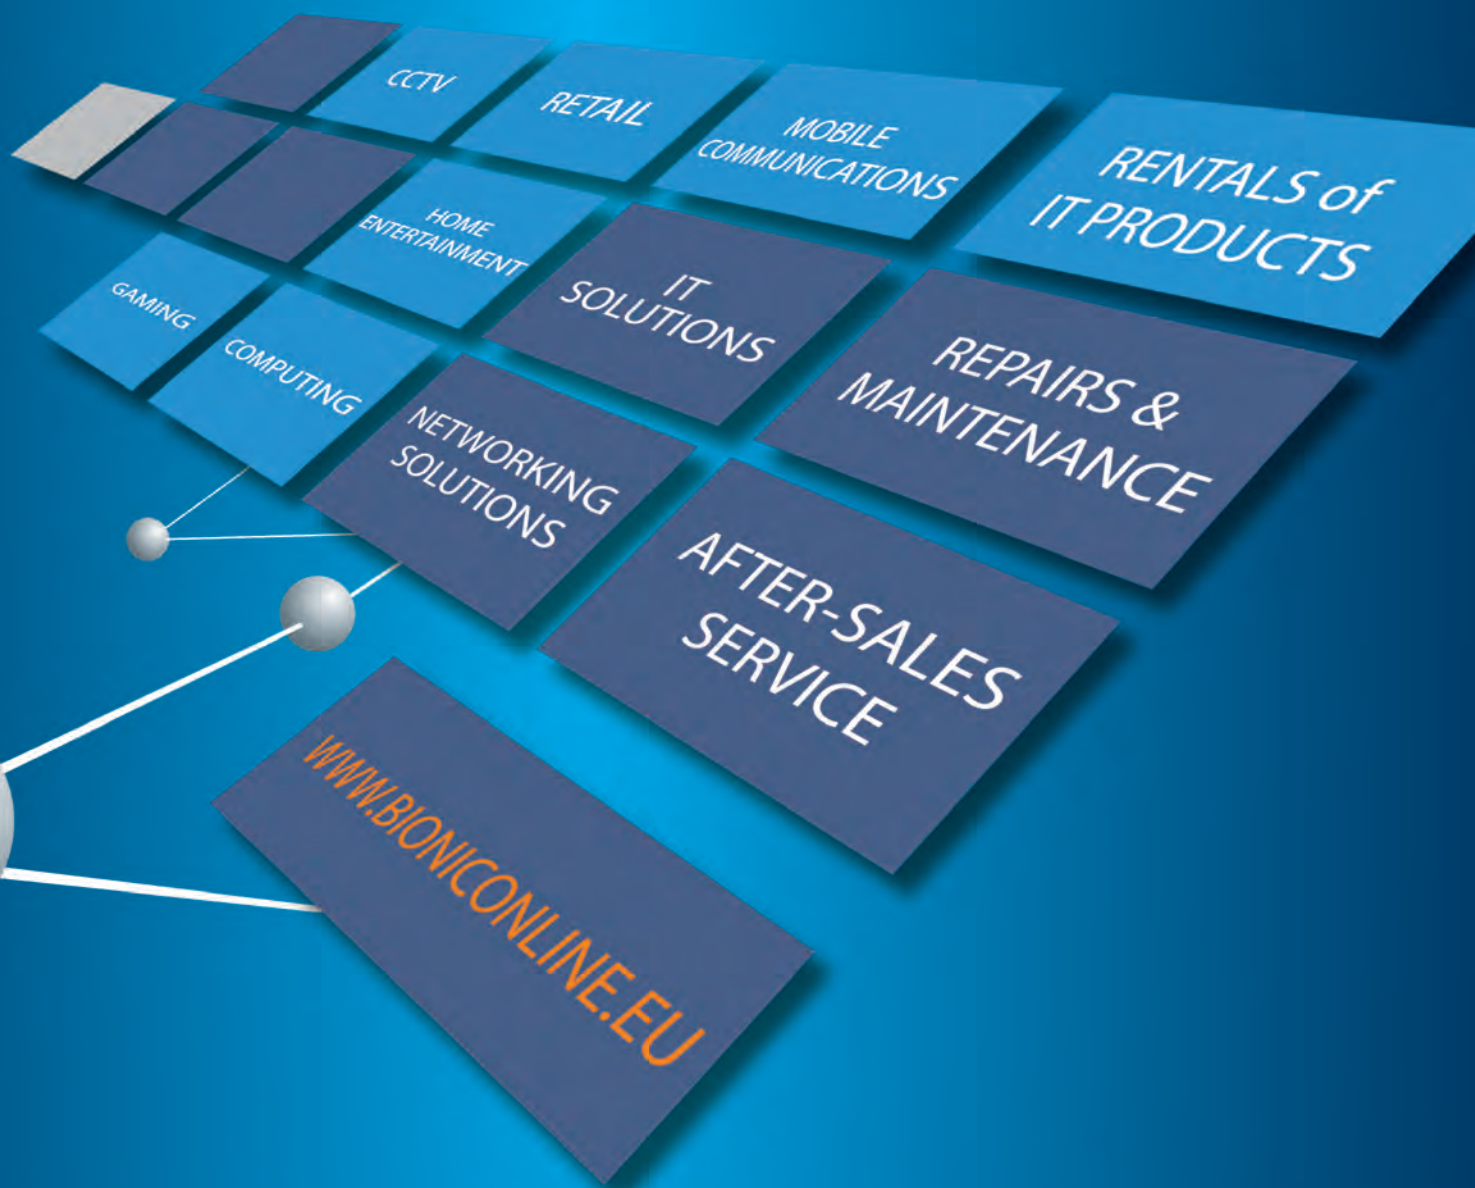 CCTV
RETAIL
MOBILE
COMMUNICATIONS
RENTALS of
IT PRODUCTS
HOME
ENTERTAINMENT
IT
SOLUTIONS
REPAIRS &
MAINTENANCE
GAMING
COMPUTING
NETWORKING
SOLUTIONS
AFTER-SALES
SERVICE
WWW.BIONICONLINE.EU